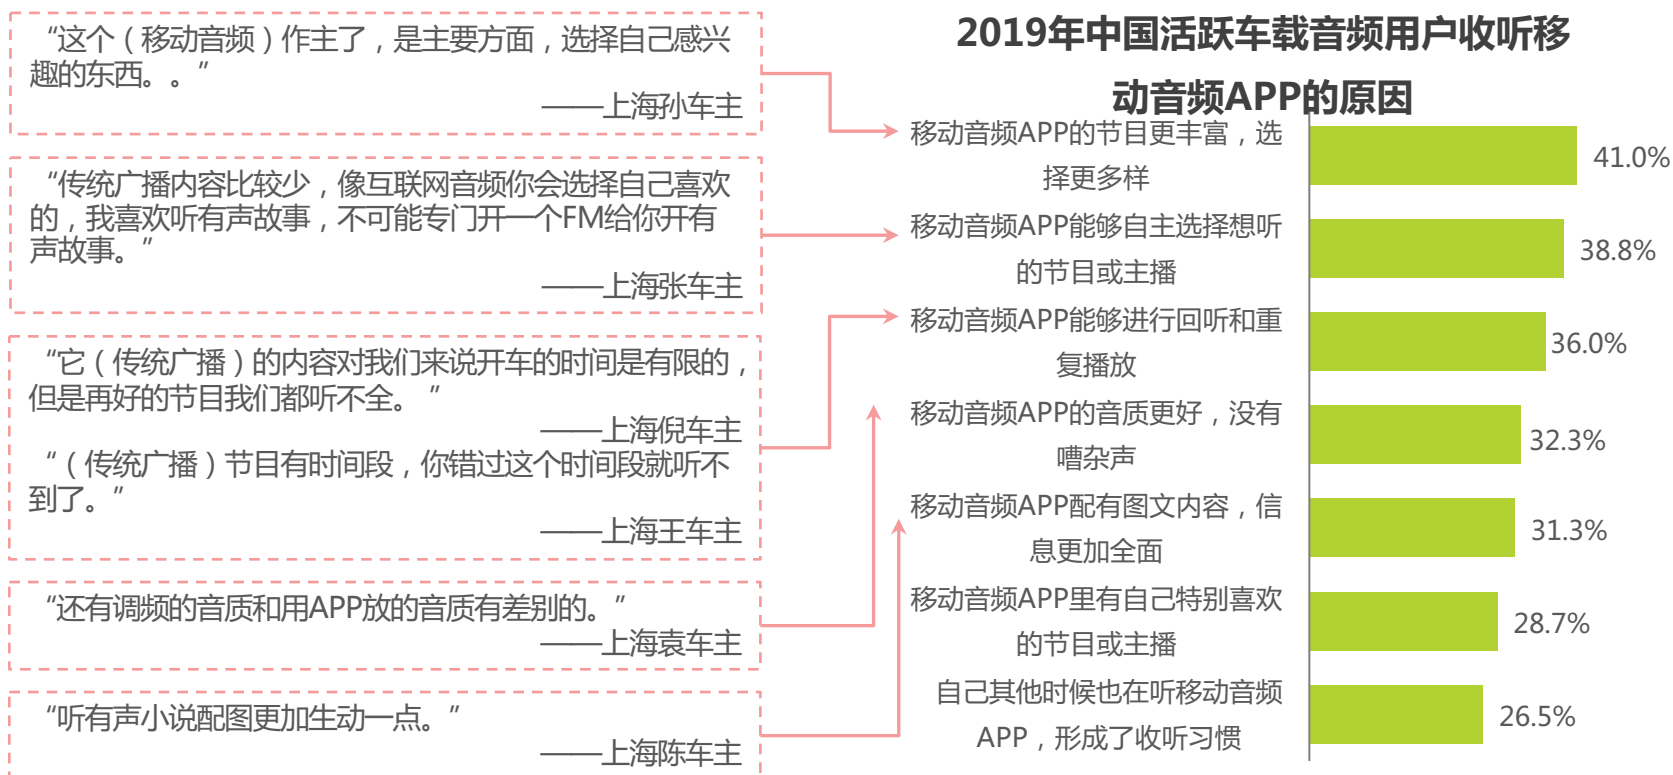 “这个（移动音频）作主了，是主要方面，选择自己感兴
趣的东西。。”
——上海孙车主
“传统广播内容比较少，像互联网音频你会选择自己喜欢
的，我喜欢听有声故事，不可能专门开一个FM给你开有
声故事。”
——上海张车主
“它（传统广播）的内容对我们来说开车的时间是有限的，
但是再好的节目我们都听不全。”
——上海倪车主
“（传统广播）节目有时间段，你错过这个时间段就听不
到了。”
——上海王车主
“还有调频的音质和用APP放的音质有差别的。”
——上海袁车主
“听有声小说配图更加生动一点。”
——上海陈车主
2019年中国活跃车载音频用户收听移
动音频APP的原因
移动音频APP的节目更丰富，选
择更多样
41.0%
移动音频APP能够自主选择想听
的节目或主播
38.8%
移动音频APP能够进行回听和重
复播放
36.0%
移动音频APP的音质更好，没有
嘈杂声
32.3%
移动音频APP配有图文内容，信
息更加全面
31.3%
移动音频APP里有自己特别喜欢
的节目或主播
28.7%
自己其他时候也在听移动音频
APP，形成了收听习惯
26.5%